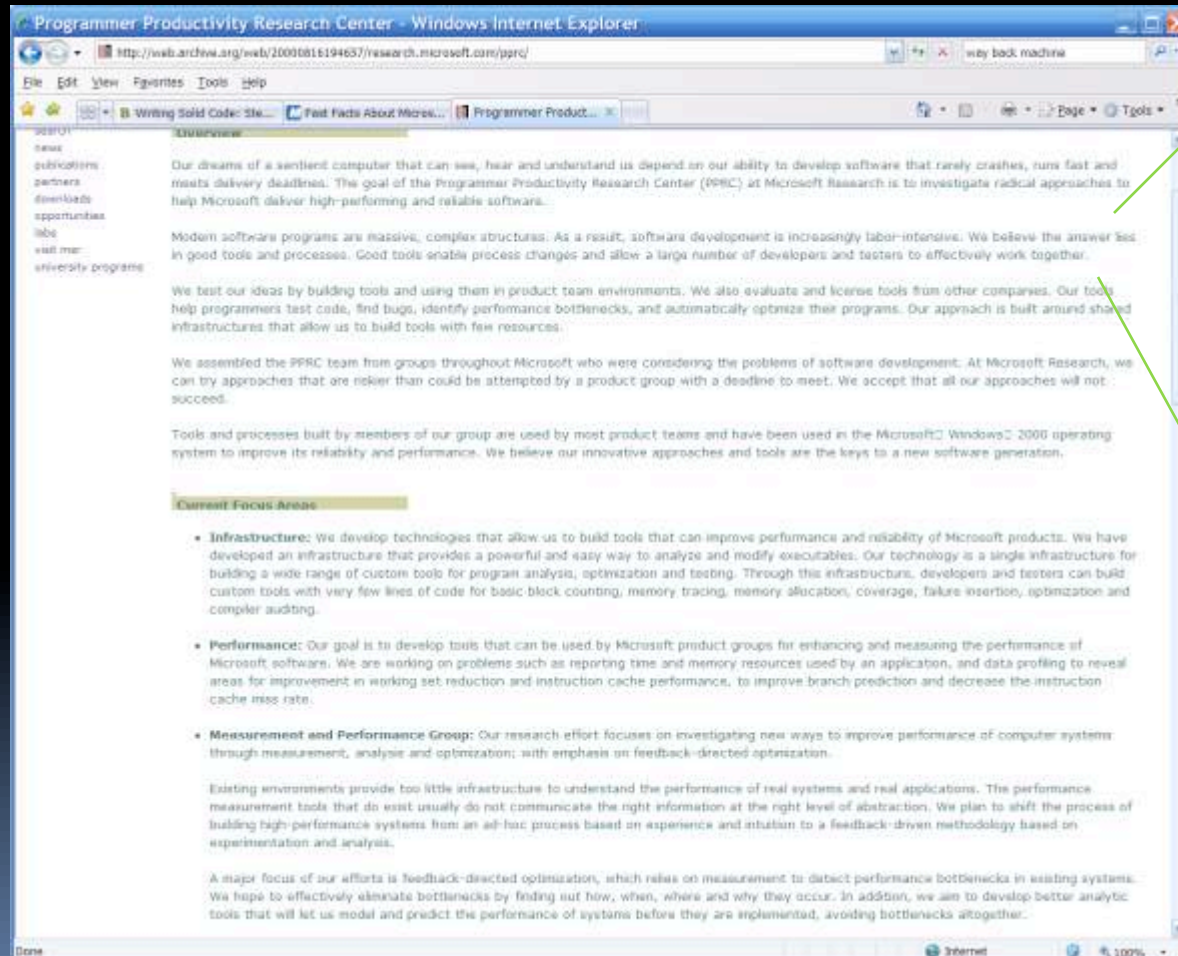 Programmer Productivity Research Center - Windows Internet Explorer
http://web.archive.org/web/20000816194637/research.microsoft.com/pprc/
way back machine
File Edit View Favorites Tools Help
Writing Solid Code: Ste... Fast Facts About Micros... Programmer Product... Page Tools
search
news
publications
partners
downloads
opportunities
labs
visit msr
university programs
Overview
Our dreams of a sentient computer that can see, hear and understand us depend on our ability to develop software that rarely crashes, runs fast and
meets delivery deadlines. The goal of the Programmer Productivity Research Center (PPRC) at Microsoft Research is to investigate radical approaches to
help Microsoft deliver high-performing and reliable software.
Modern software programs are massive, complex structures. As a result, software development is increasingly labor-intensive. We believe the answer lies
in good tools and processes. Good tools enable process changes and allow a large number of developers and testers to effectively work together.
We test our ideas by building tools and using them in product team environments. We also evaluate and license tools from other companies. Our tools
help programmers test code, find bugs, identify performance bottlenecks, and automatically optimize their programs. Our approach is built around shared
infrastructures that allow us to build tools with few resources.
We assembled the PPRC team from groups throughout Microsoft who were considering the problems of software development. At Microsoft Research, we
can try approaches that are riskier than could be attempted by a product group with a deadline to meet. We accept that all our approaches will not
succeed.
Tools and processes built by members of our group are used by most product teams and have been used in the Microsoft Windows 2000 operating
system to improve its reliability and performance. We believe our innovative approaches and tools are the keys to a new software generation.
Current Focus Areas
• Infrastructure: We develop technologies that allow us to build tools that can improve performance and reliability of Microsoft products. We have
developed an infrastructure that provides a powerful and easy way to analyze and modify executables. Our technology is a single infrastructure for
building a wide range of custom tools for program analysis, optimization and testing. Through this infrastructure, developers and testers can build
custom tools with very few lines of code for basic block counting, memory tracing, memory allocation, coverage, failure insertion, optimization and
compiler auditing.
• Performance: Our goal is to develop tools that can be used by Microsoft product groups for enhancing and measuring the performance of
Microsoft software. We are working on problems such as reporting time and memory resources used by an application, and data profiling to reveal
areas for improvement in working set reduction and instruction cache performance, to improve branch prediction and decrease the instruction
cache miss rate.
• Measurement and Performance Group: Our research effort focuses on investigating new ways to improve performance of computer systems
through measurement, analysis and optimization; with emphasis on feedback-directed optimization.
Existing environments provide too little infrastructure to understand the performance of real systems and real applications. The performance
measurement tools that do exist usually do not communicate the right information at the right level of abstraction. We plan to shift the process of
building high-performance systems from an ad-hoc process based on experience and intuition to a feedback-driven methodology based on
experimentation and analysis.
A major focus of our efforts is feedback-directed optimization, which relies on measurement to detect performance bottlenecks in existing systems.
We hope to effectively eliminate bottlenecks by finding out how, when, where and why they occur. In addition, we aim to develop better analytic
tools that will let us model and predict the performance of systems before they are implemented, avoiding bottlenecks altogether.
Done Internet 100%